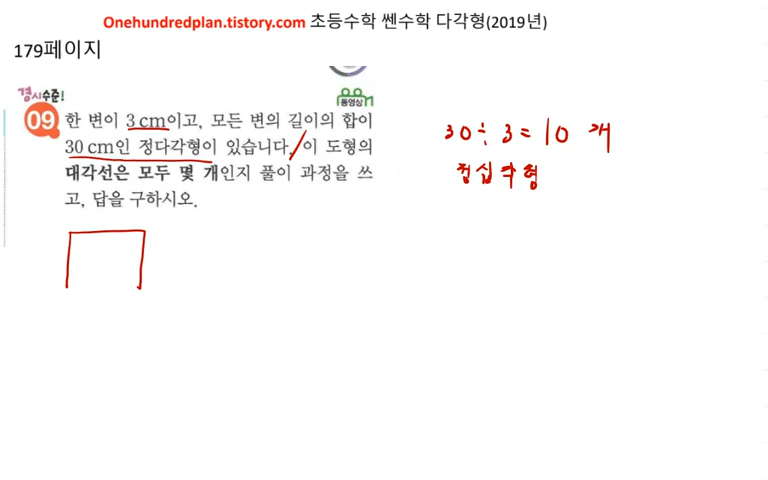 Onehundredplan.tistory.com 초등수학 쎈수학 다각형(2019년)
179페이지
경시수준!
동영상
09 한 변이 3 cm이고, 모든 변의 길이의 합이
30 cm인 정다각형이 있습니다. 이 도형의
대각선은 모두 몇 개인지 풀이 과정을 쓰
고, 답을 구하시오.
30 ÷ 3 = 10 개
정십각형